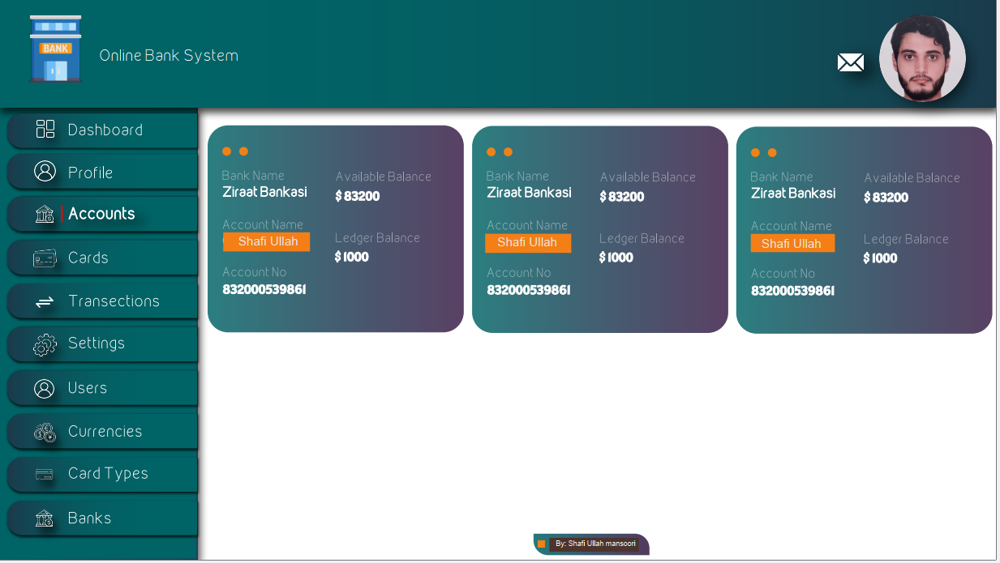 BANK
Online Bank System
Dashboard
Profile
Accounts
Cards
Transections
Settings
Users
Currencies
Card Types
Banks
Bank Name
Ziraat Bankasi
Available Balance
$ 83200
Account Name
Shafi Ullah
Ledger Balance
$ 1000
Account No
832000539861
Bank Name
Ziraat Bankasi
Available Balance
$ 83200
Account Name
Shafi Ullah
Ledger Balance
$ 1000
Account No
832000539861
Bank Name
Ziraat Bankasi
Available Balance
$ 83200
Account Name
Shafi Ullah
Ledger Balance
$ 1000
Account No
832000539861
By: Shafi Ullah mansoori